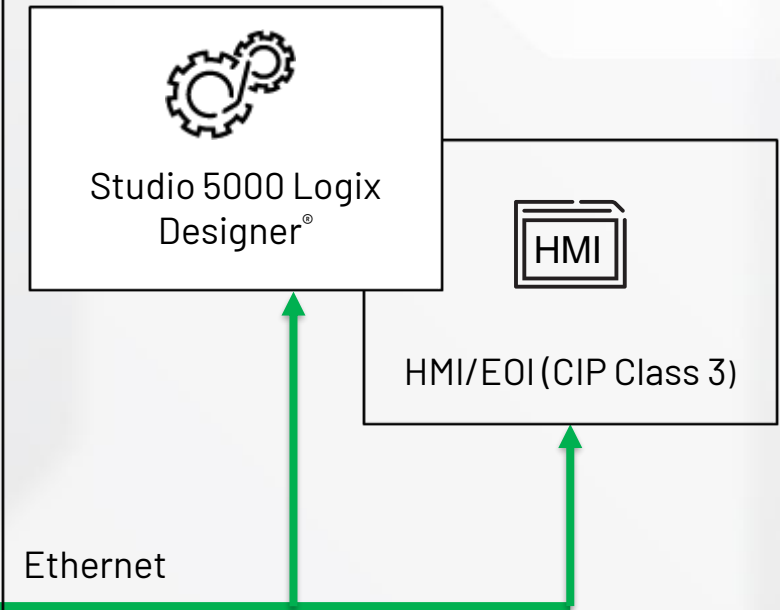 Studio 5000 Logix
Designer®
HMI
HMI/EOI (CIP Class 3)
Ethernet